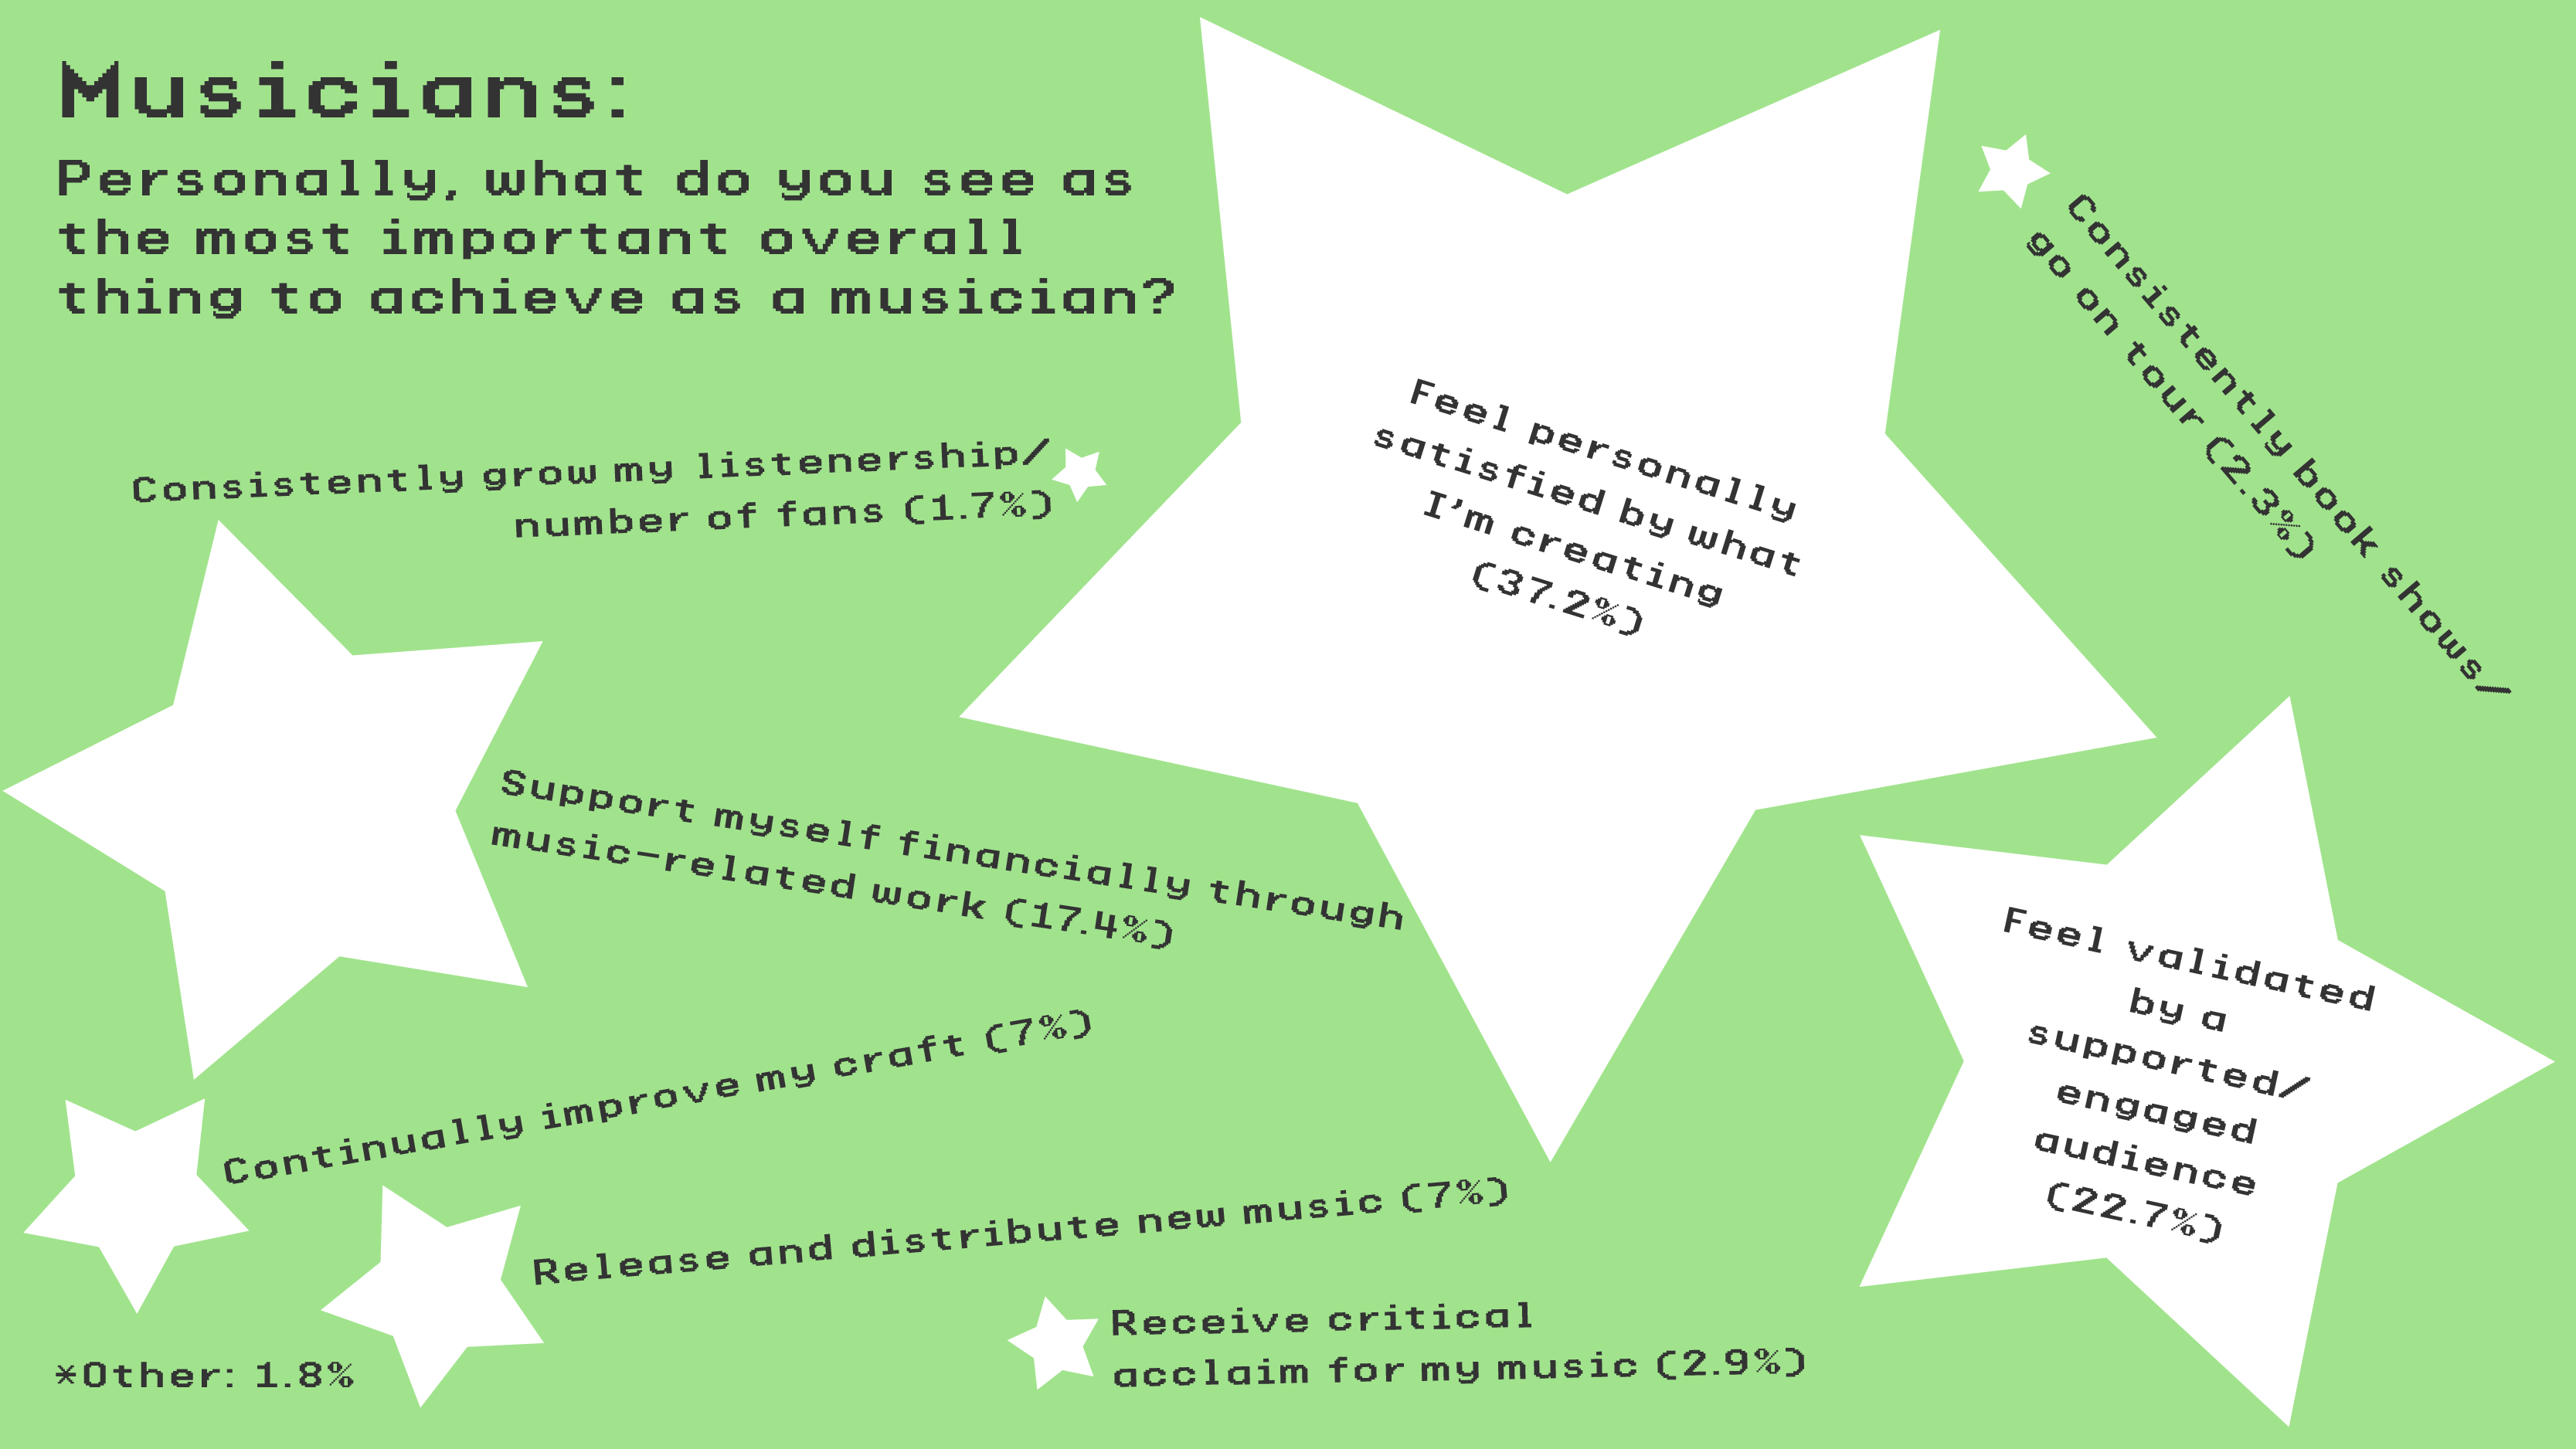 Musicians:
Personally, what do you see as
the most important overall
thing to achieve as a musician?
Consistently grow my listenership/
number of fans (1.7%)
Feel personally
satisfied by what
I'm creating
(37.2%)
Consistently book shows/
go on tour (2.3%)
Support myself financially through
music-related work (17.4%)
Feel validated
by a
supported/
engaged
audience
(22.7%)
Continually improve my craft (7%)
Release and distribute new music (7%)
Receive critical
acclaim for my music (2.9%)
*Other: 1.8%